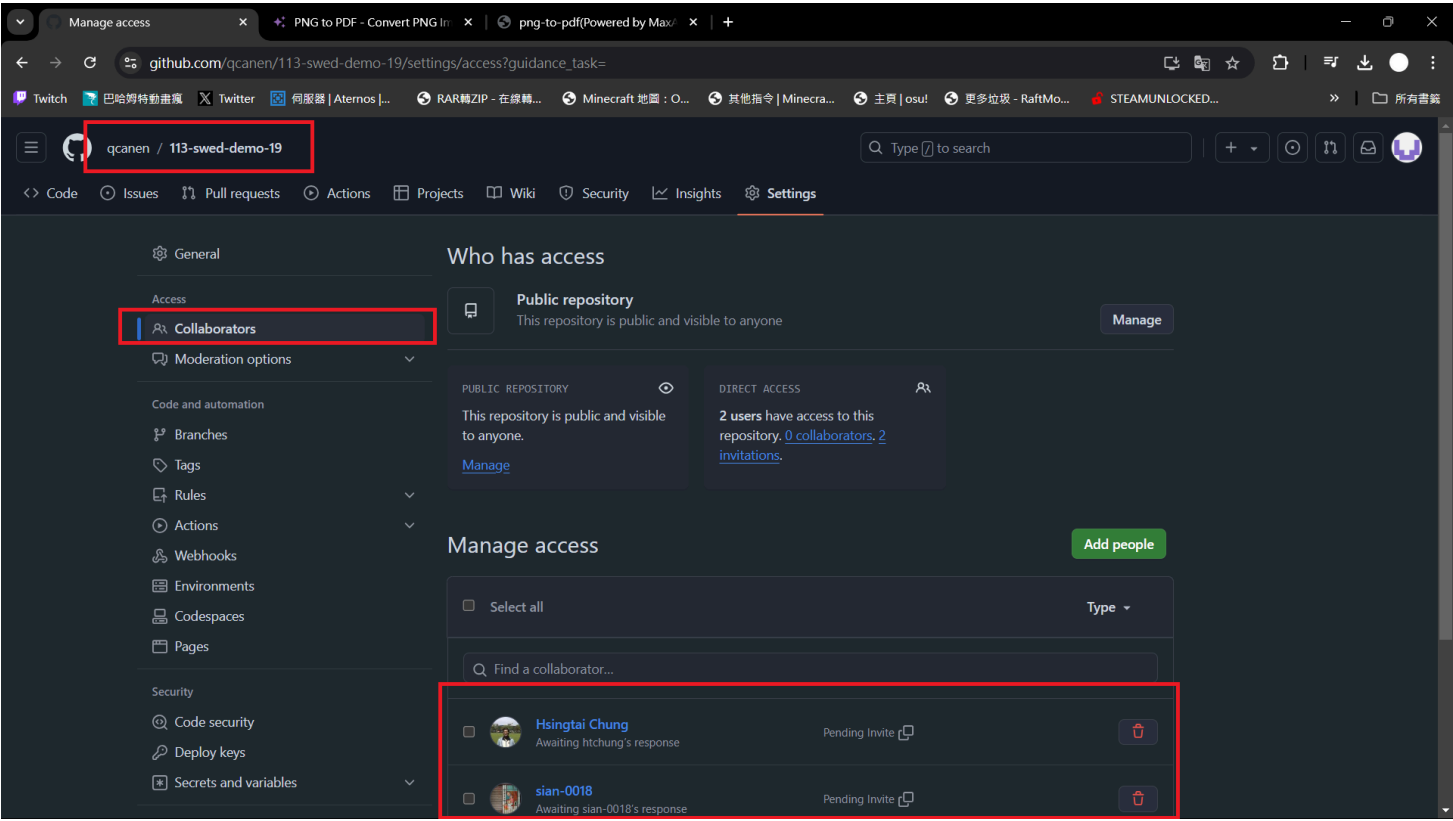 Manage access
PNG to PDF - Convert PNG Im
png-to-pdf(Powered by MaxA
github.com/qcanen/113-swed-demo-19/settings/access?guidance_task=
Twitch
巴哈姆特動畫瘋
Twitter
伺服器 | Aternos |...
RAR轉ZIP - 在線轉...
Minecraft 地圖：O...
其他指令 | Minecra...
主頁 | osu!
更多垃圾 - RaftMo...
STEAMUNLOCKED...
所有書籤
qcanen / 113-swed-demo-19
Type / to search
Code
Issues
Pull requests
Actions
Projects
Wiki
Security
Insights
Settings
General
Access
Collaborators
Moderation options
Code and automation
Branches
Tags
Rules
Actions
Webhooks
Environments
Codespaces
Pages
Security
Code security
Deploy keys
Secrets and variables
Who has access
Public repository
This repository is public and visible to anyone
Manage
PUBLIC REPOSITORY
This repository is public and visible
to anyone.
Manage
DIRECT ACCESS
2 users have access to this
repository. 0 collaborators. 2
invitations.
Manage access
Add people
Select all
Type
Find a collaborator...
Hsingtai Chung
Awaiting htchung's response
Pending Invite
sian-0018
Awaiting sian-0018's response
Pending Invite